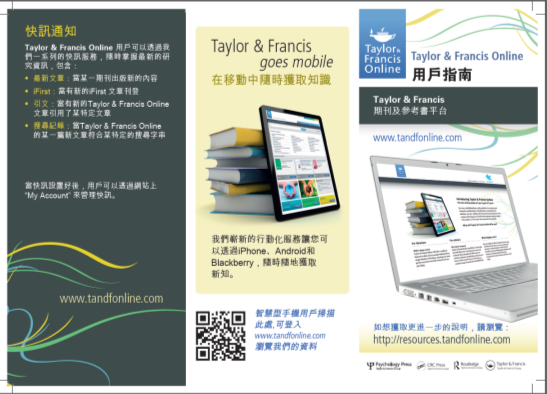 快訊通知
Taylor & Francis Online 用戶可以透過我
們一系列的快訊服務，隨時掌握最新的研
究資訊，包含：
• 最新文章：當某一期刊出版新的內容
• iFirst：當有新的iFirst 文章刊登
• 引文：當有新的Taylor & Francis Online
文章引用了某特定文章
• 搜尋紀錄：當Taylor & Francis Online
的某一篇新文章符合某特定的搜尋字串
當快訊設置好後，用戶可以透過網站上
"My Account" 來管理快訊。
www.tandfonline.com
Taylor & Francis
goes mobile
在移動中隨時獲取知識
我們嶄新的行動化服務讓您可
以透過iPhone、Android和
Blackberry，隨時隨地獲取
新知。
智慧型手機用戶掃描
此處,可登入
www.tandfonline.com
瀏覽我們的資料
Taylor &
Francis
Online
Taylor & Francis Online
用戶指南
Taylor & Francis
期刊及參考書平台
www.tandfonline.com
如想獲取更進一步的說明，請瀏覽：
http://resources.tandfonline.com
Psychology Press
CRC Press
Routledge
Taylor & Francis